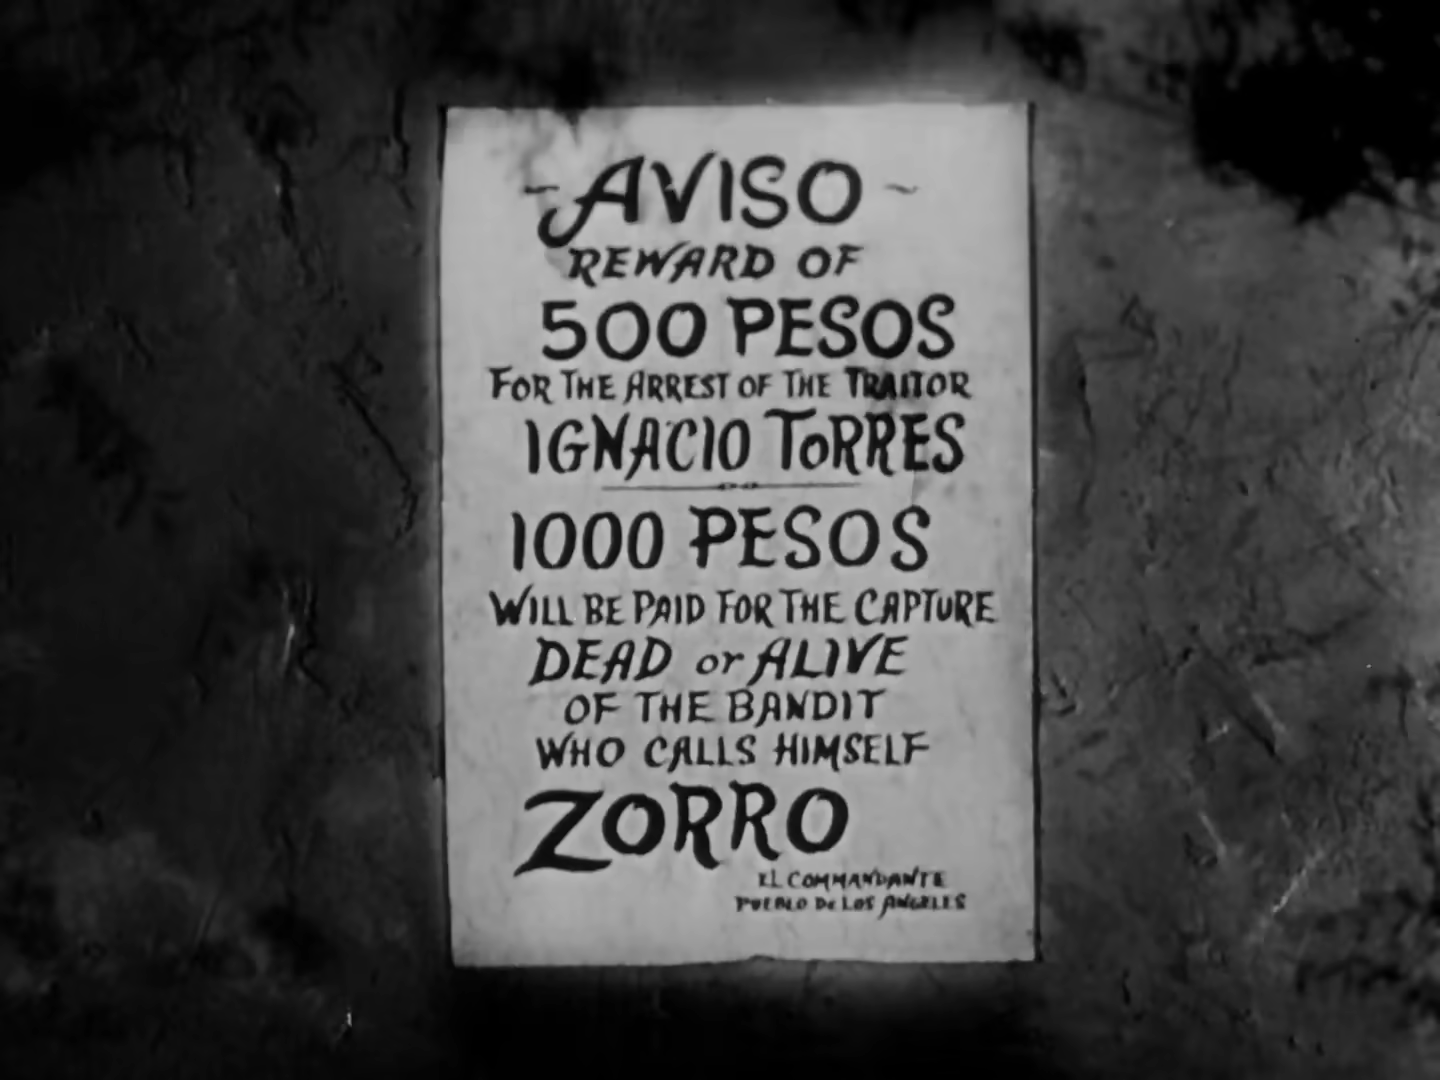 -AVISO~
REWARD OF
500 PESOS
FOR THE ARREST OF THE TRAITOR
IGNACIO TORRES
1000 PESOS
WILL BE PAID FOR THE CAPTURE
DEAD or ALIVE
OF THE BANDIT
WHO CALLS HIMSELF
ZORRO
EL COMMANDANTE
PUEBLO De LOS ANGELES